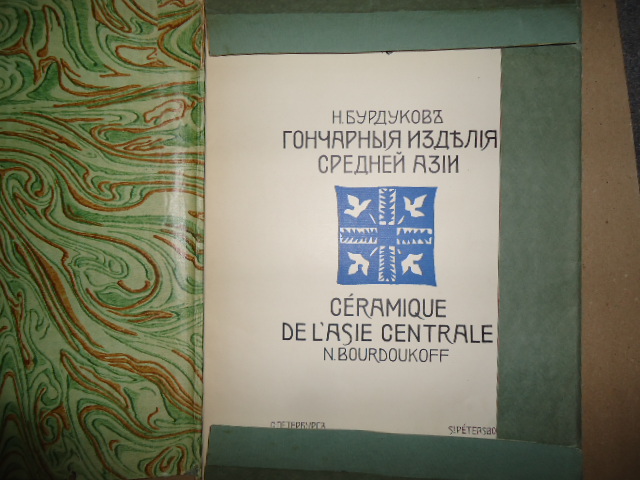 Н. БУРДУКОВЪ
ГОНЧАРНЫЯ ИЗДѢЛІЯ
СРЕДНЕЙ АЗІИ
CÉRAMIQUE
DE L'ASIE CENTRALE
N. BOURDOUKOFF